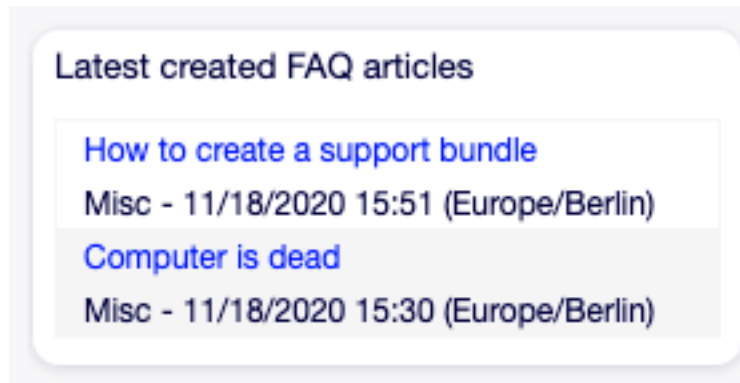 Latest created FAQ articles
How to create a support bundle
Misc - 11/18/2020 15:51 (Europe/Berlin)
Computer is dead
Misc - 11/18/2020 15:30 (Europe/Berlin)